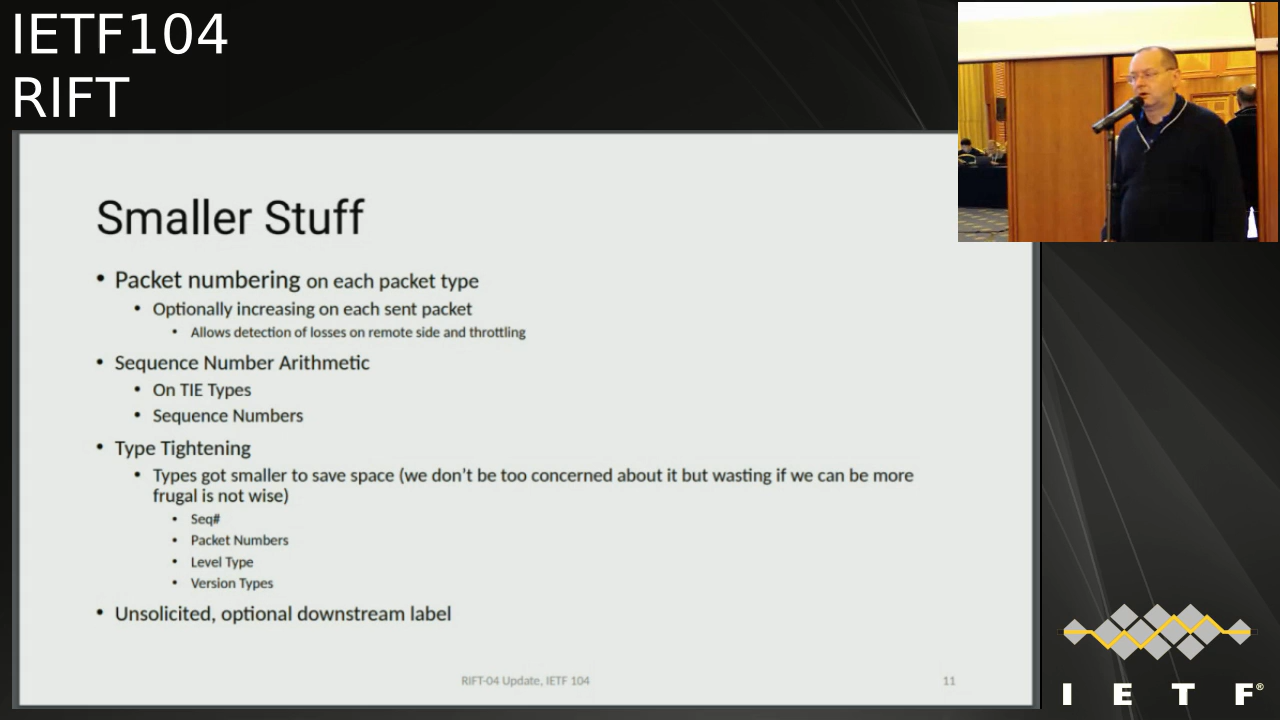 IETF104
RIFT
Smaller Stuff
• Packet numbering on each packet type
• Optionally increasing on each sent packet
• Allows detection of losses on remote side and throttling
• Sequence Number Arithmetic
• On TIE Types
• Sequence Numbers
• Type Tightening
• Types got smaller to save space (we don't be too concerned about it but wasting if we can be more
frugal is not wise)
• Seq#
• Packet Numbers
• Level Type
• Version Types
• Unsolicited, optional downstream label
RIFT-04 Update, IETF 104
11
I E T F®